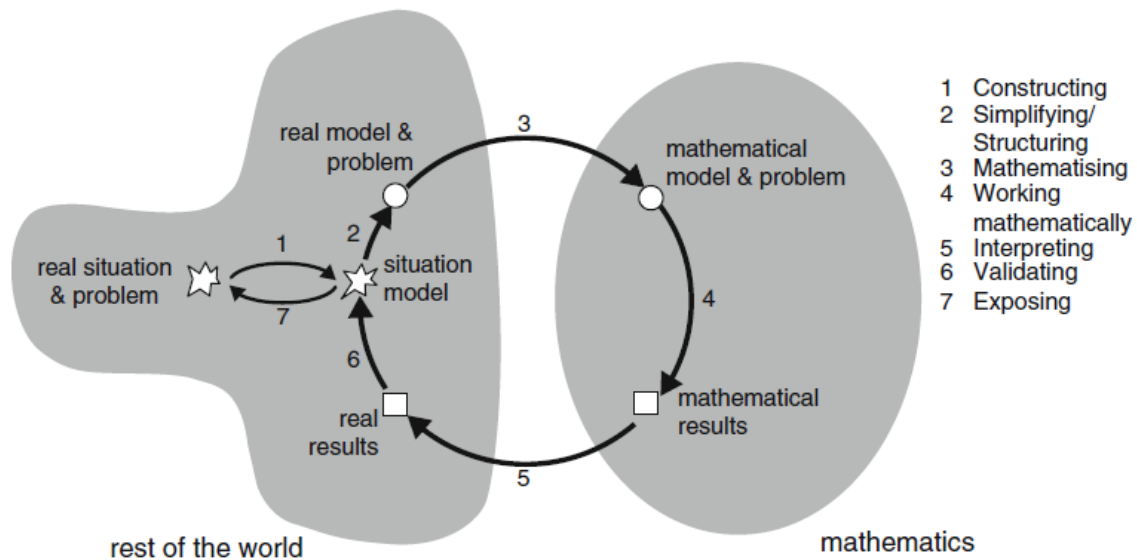 real model &
problem
3
mathematical
model & problem
1
2
real situation
& problem
situation
model
7
4
6
real
results
mathematical
results
5
rest of the world
mathematics
1 Constructing
2 Simplifying/
Structuring
3 Mathematising
4 Working
mathematically
5 Interpreting
6 Validating
7 Exposing